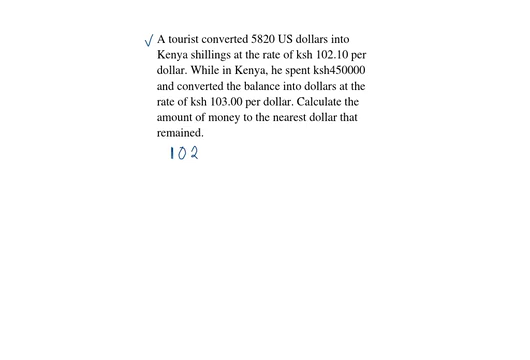 √ A tourist converted 5820 US dollars into
Kenya shillings at the rate of ksh 102.10 per
dollar. While in Kenya, he spent ksh450000
and converted the balance into dollars at the
rate of ksh 103.00 per dollar. Calculate the
amount of money to the nearest dollar that
remained.
102